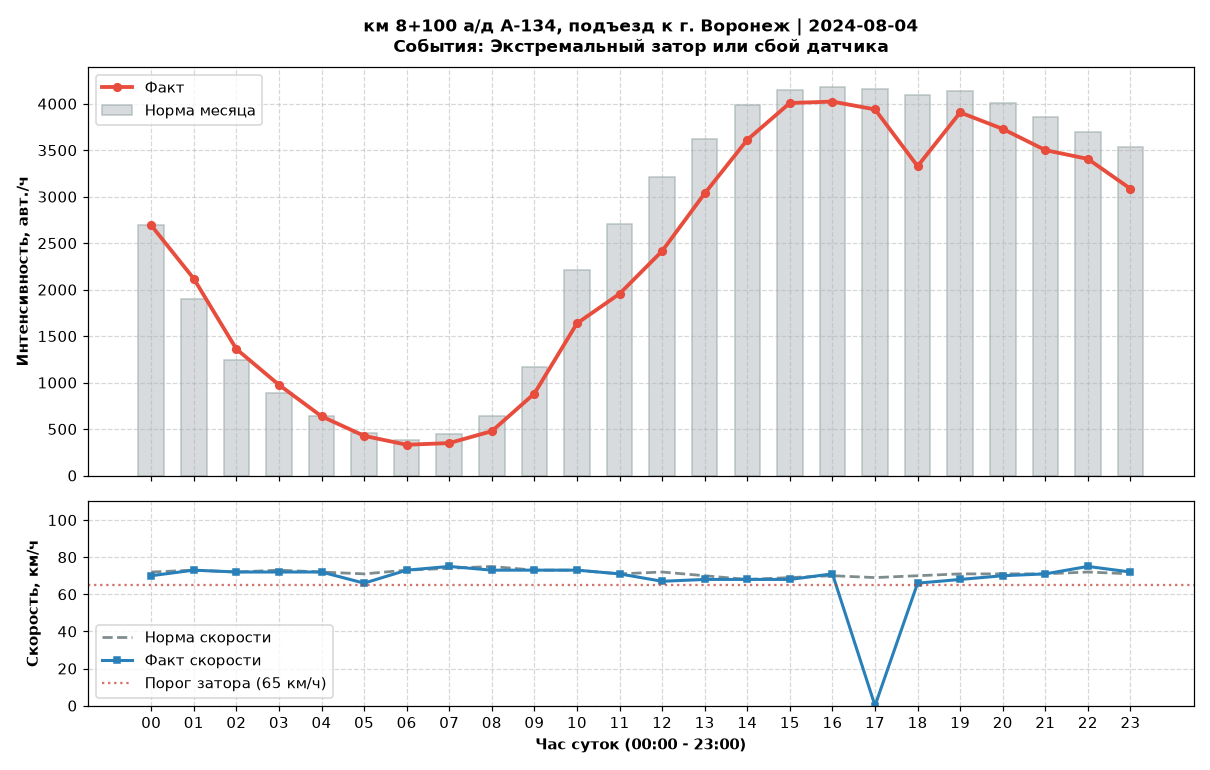 км 8+100 а/д А-134, подъезд к г. Воронеж | 2024-08-04
События: Экстремальный затор или сбой датчика
Интенсивность, авт./ч
4000
3500
3000
2500
2000
1500
1000
500
0
Факт
Норма месяца
Скорость, км/ч
100
80
60
40
20
0
Норма скорости
Факт скорости
Порог затора (65 км/ч)
00 01 02 03 04 05 06 07 08 09 10 11 12 13 14 15 16 17 18 19 20 21 22 23
Час суток (00:00 - 23:00)